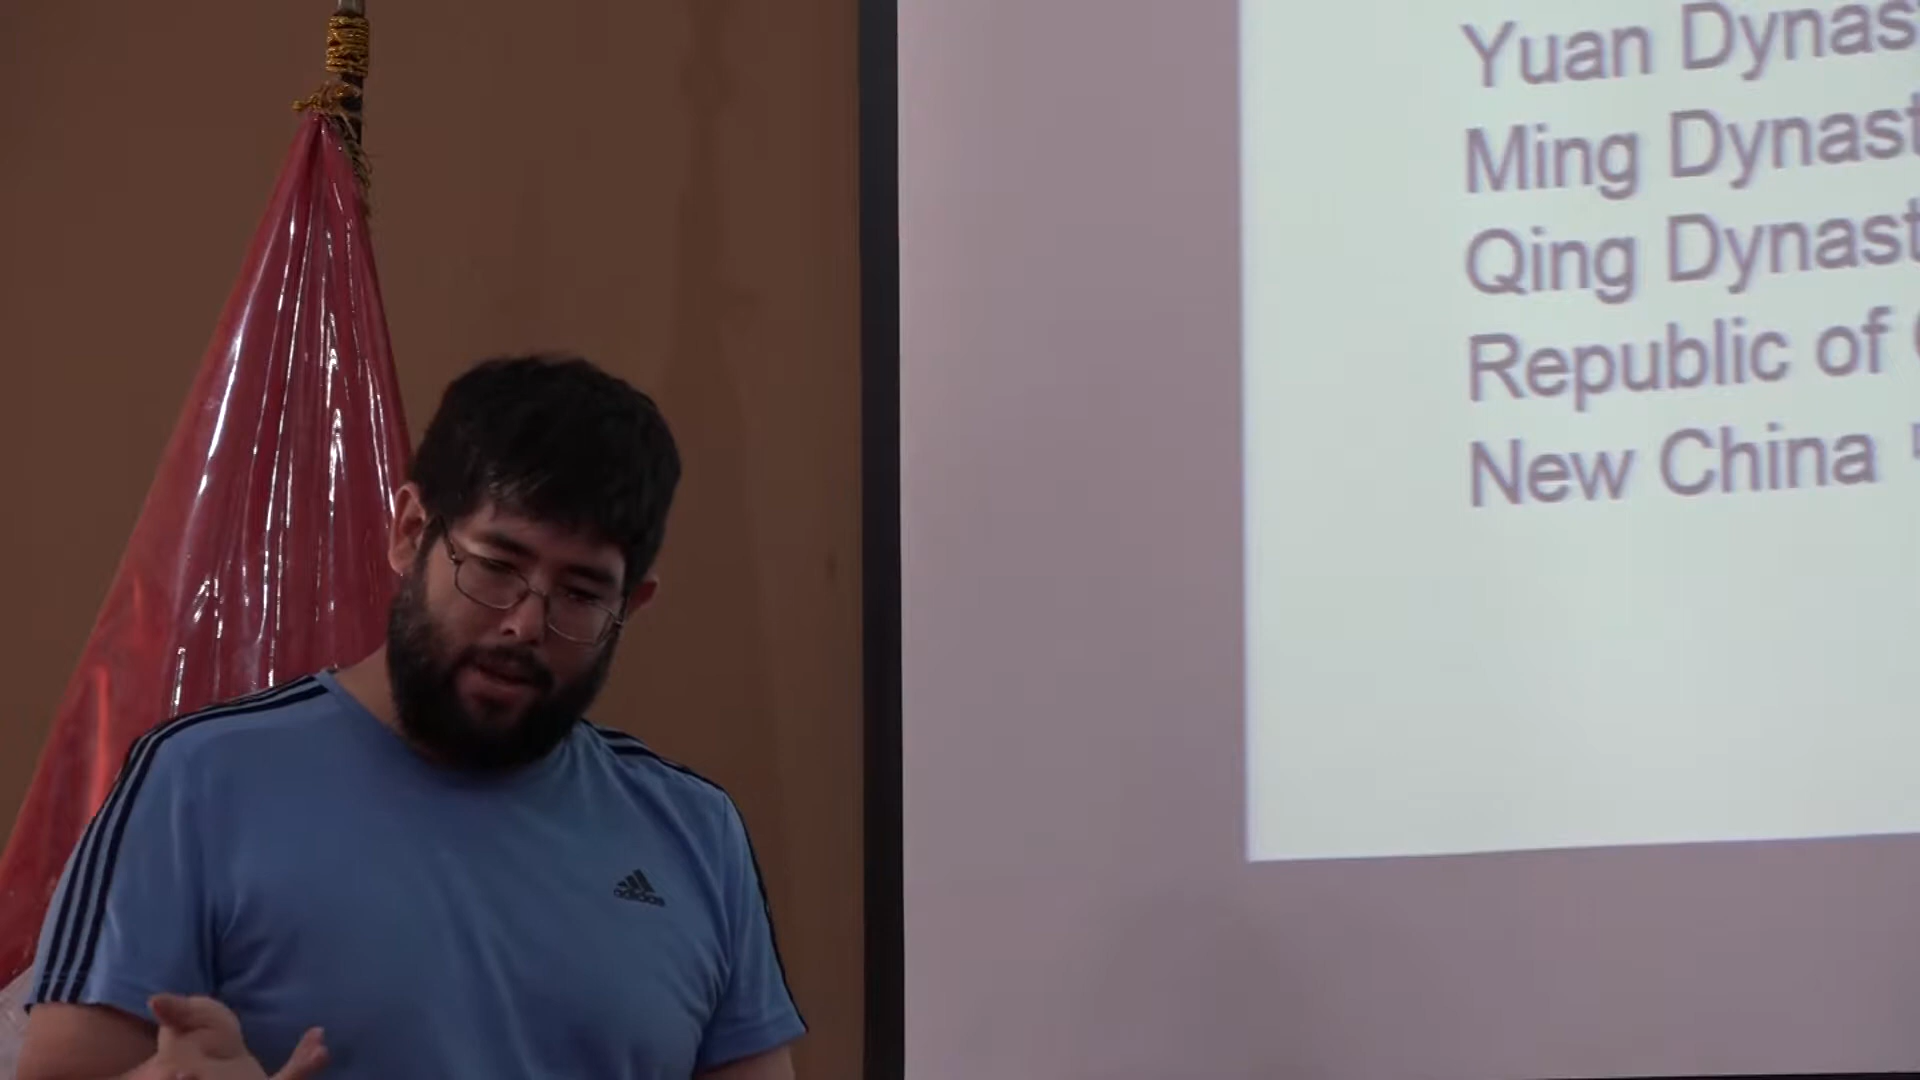 Yuan Dynas
Ming Dynast
Qing Dynast
Republic of
New China
adidas